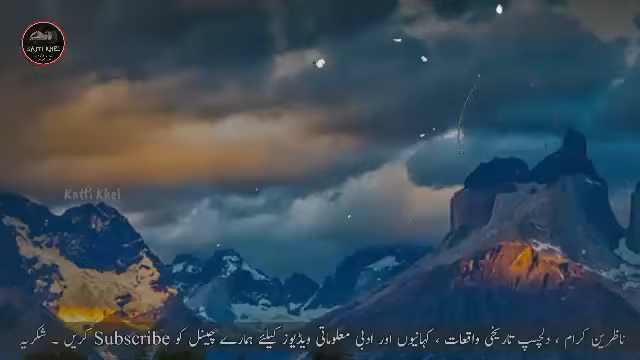 KATTI KHEL
Katti Khel
ناظرین کرام ، دلچسپ تاریخی واقعات ، کہانیوں اور ادبی معلوماتی ویڈیوز کیلئے ہمارے چینل کو Subscribe کریں ۔ شکریہ